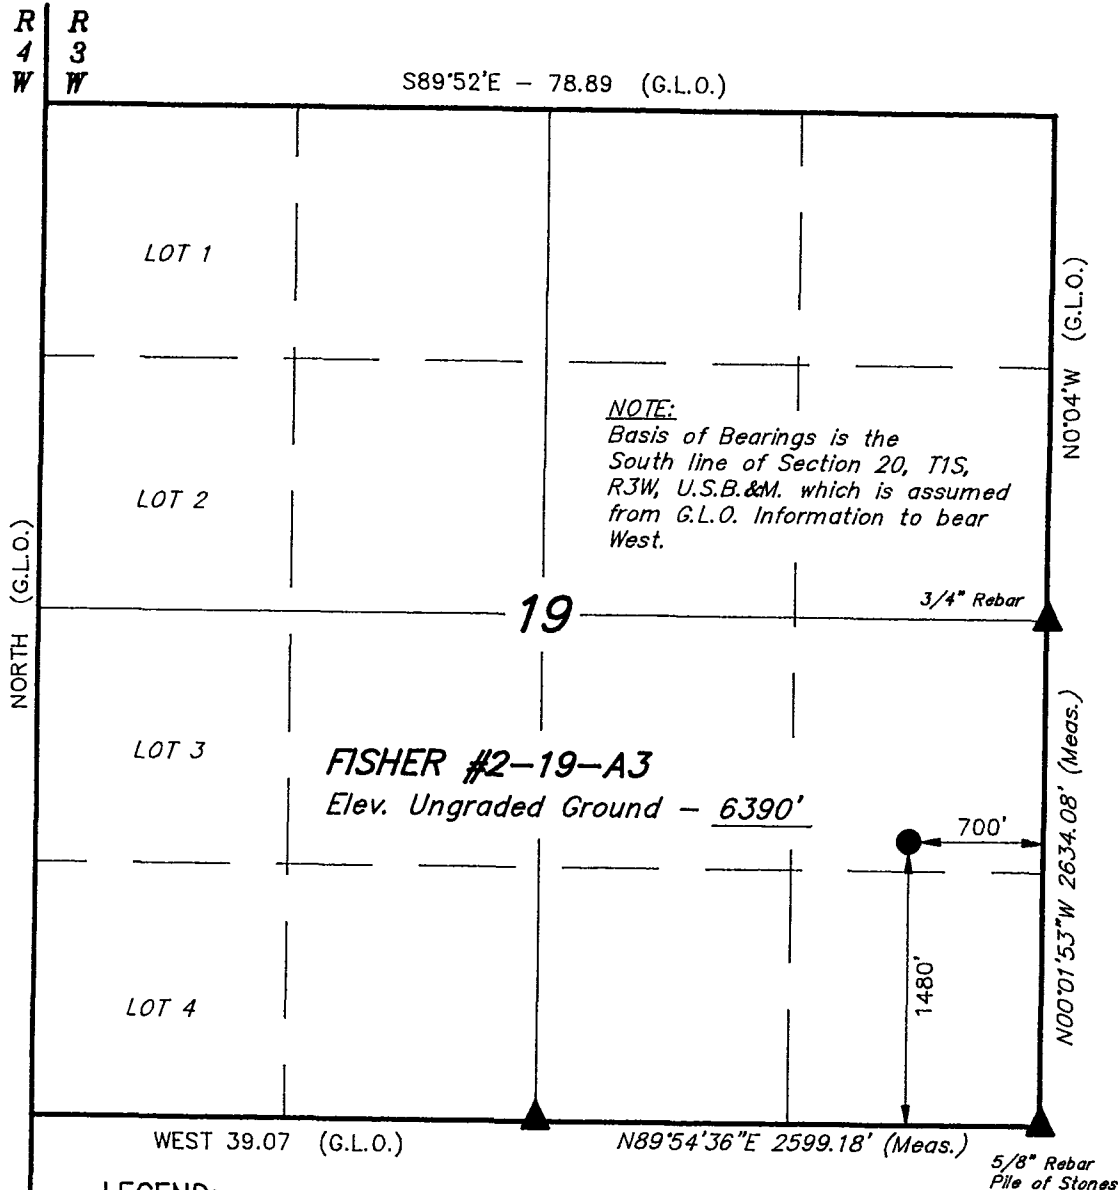 R R
4 3
W W
S89°52'E – 78.89 (G.L.O.)
LOT 1
N0°04'W (G.L.O.)
NOTE:
Basis of Bearings is the
South line of Section 20, T1S,
R3W, U.S.B.&M. which is assumed
from G.L.O. Information to bear
West.
LOT 2
NORTH (G.L.O.)
3/4" Rebar
19
LOT 3
FISHER #2–19–A3
Elev. Ungraded Ground – 6390'
700'
N00°01'53"W 2634.08' (Meas.)
1480'
LOT 4
WEST 39.07 (G.L.O.)
N89°54'36"E 2599.18' (Meas.)
5/8" Rebar
Pile of Stones
LEGEND: